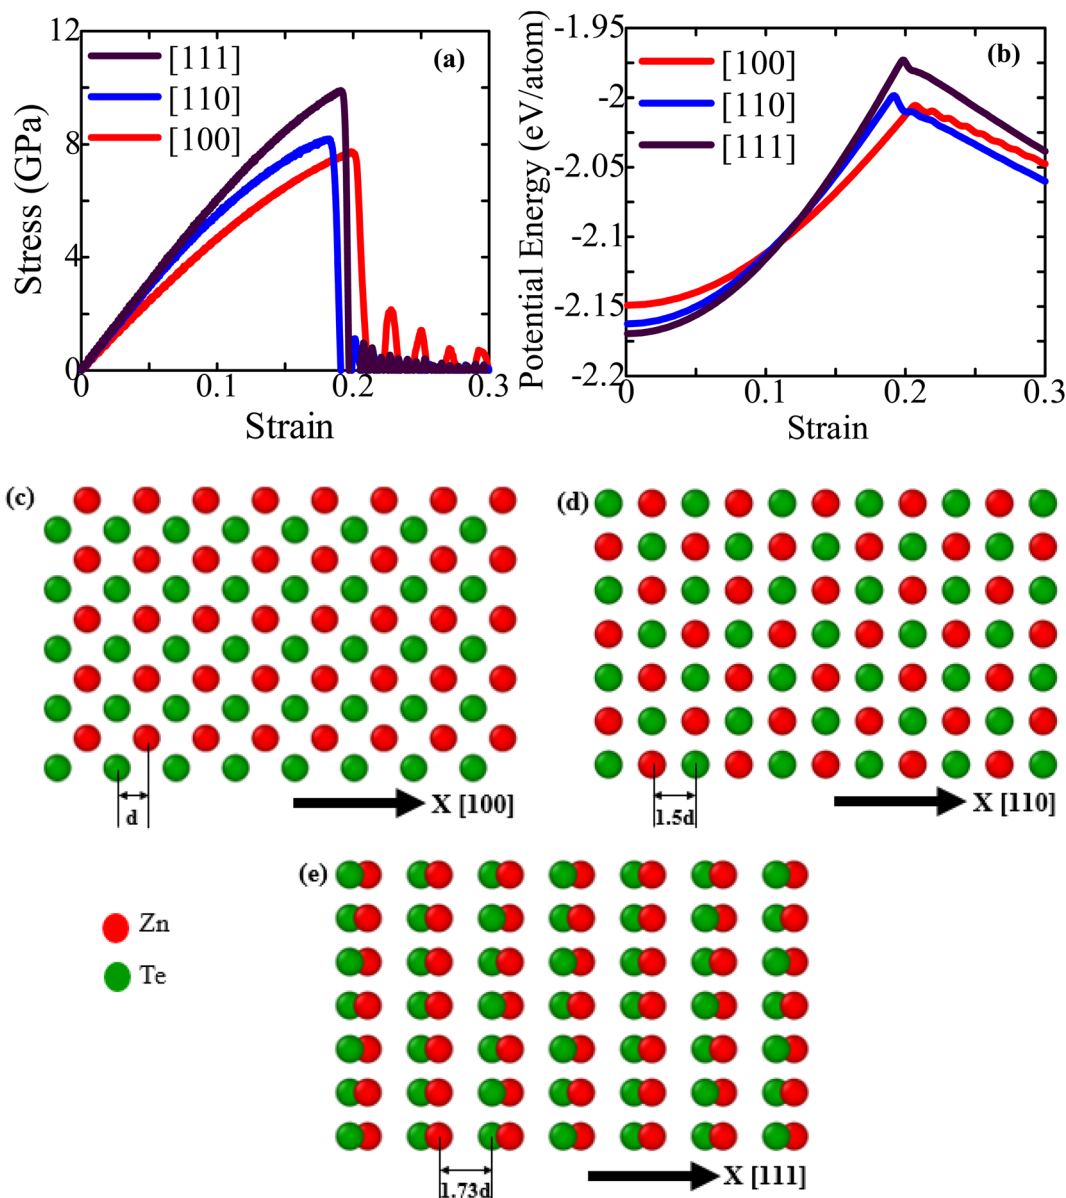 12
8
4
0
Stress (GPa)
[111]
[110]
[100]
(a)
0
0.1
0.2
0.3
Strain
-1.95
-2
-2.05
-2.1
-2.15
-2.2
Potential Energy (eV/atom)
[100]
[110]
[111]
(b)
0
0.1
0.2
0.3
Strain
(c)
d
X [100]
(d)
1.5d
X [110]
(e)
Zn
Te
1.73d
X [111]